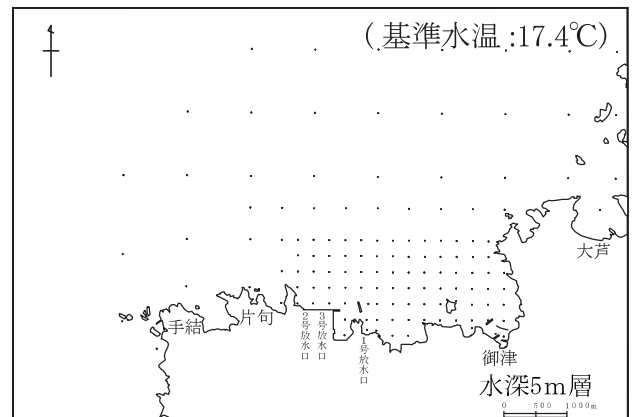 (基準水温:17.4℃)
大芦
片句
手結
2号放水口
3号放水口
1号放水口
御津
水深5m層
0 500 1000m